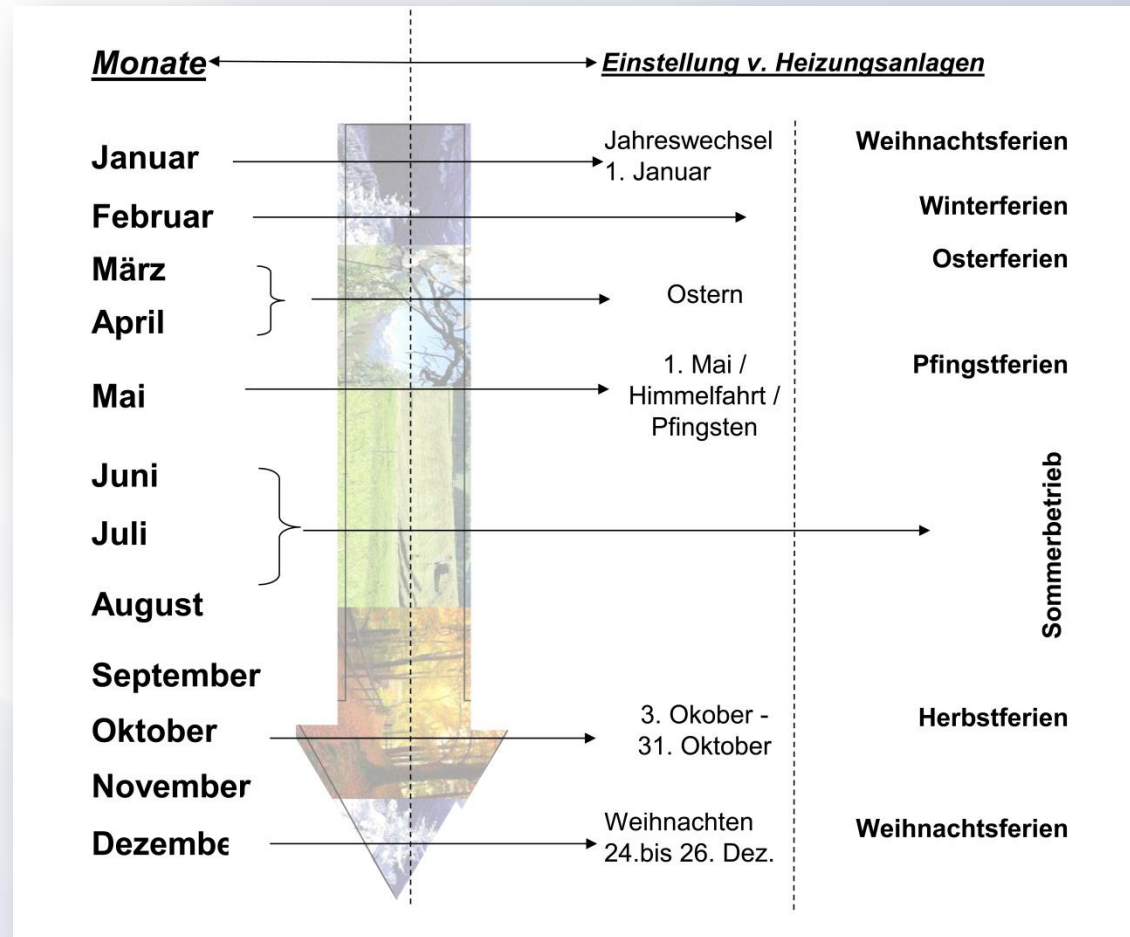 Monate Einstellung v. Heizungsanlagen
Januar Jahreswechsel Weihnachtsferien
1. Januar
Februar Winterferien
März Osterferien
April Ostern
Mai 1. Mai / Pfingstferien
Himmelfahrt /
Pfingsten
Juni
Juli
August
Sommerbetrieb
September
Oktober 3. Okober - Herbstferien
31. Oktober
November
Dezembe Weihnachten Weihnachtsferien
24.bis 26. Dez.